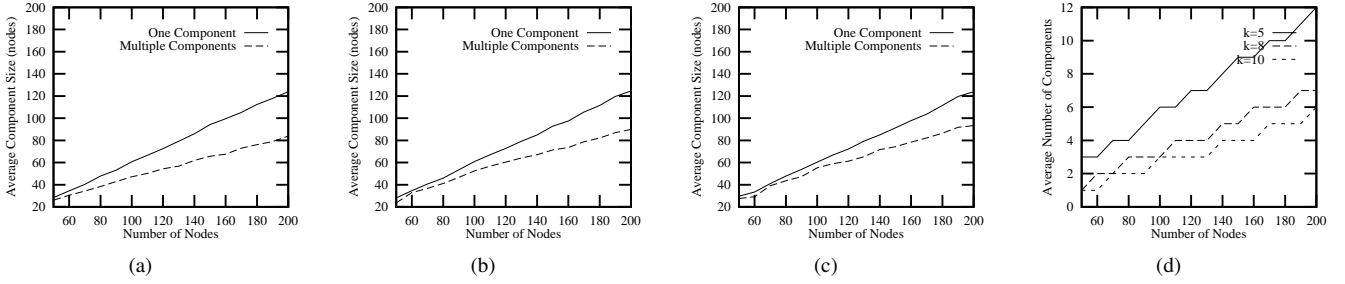 200
180
160
140
120
100
80
60
40
20
Average Component Size (nodes)
One Component
Multiple Components
60 80 100 120 140 160 180 200
Number of Nodes
(a)
200
180
160
140
120
100
80
60
40
20
Average Component Size (nodes)
One Component
Multiple Components
60 80 100 120 140 160 180 200
Number of Nodes
(b)
200
180
160
140
120
100
80
60
40
20
Average Component Size (nodes)
One Component
Multiple Components
60 80 100 120 140 160 180 200
Number of Nodes
(c)
12
10
8
6
4
2
0
Average Number of Components
k=5
k=8
k=10
60 80 100 120 140 160 180 200
Number of Nodes
(d)